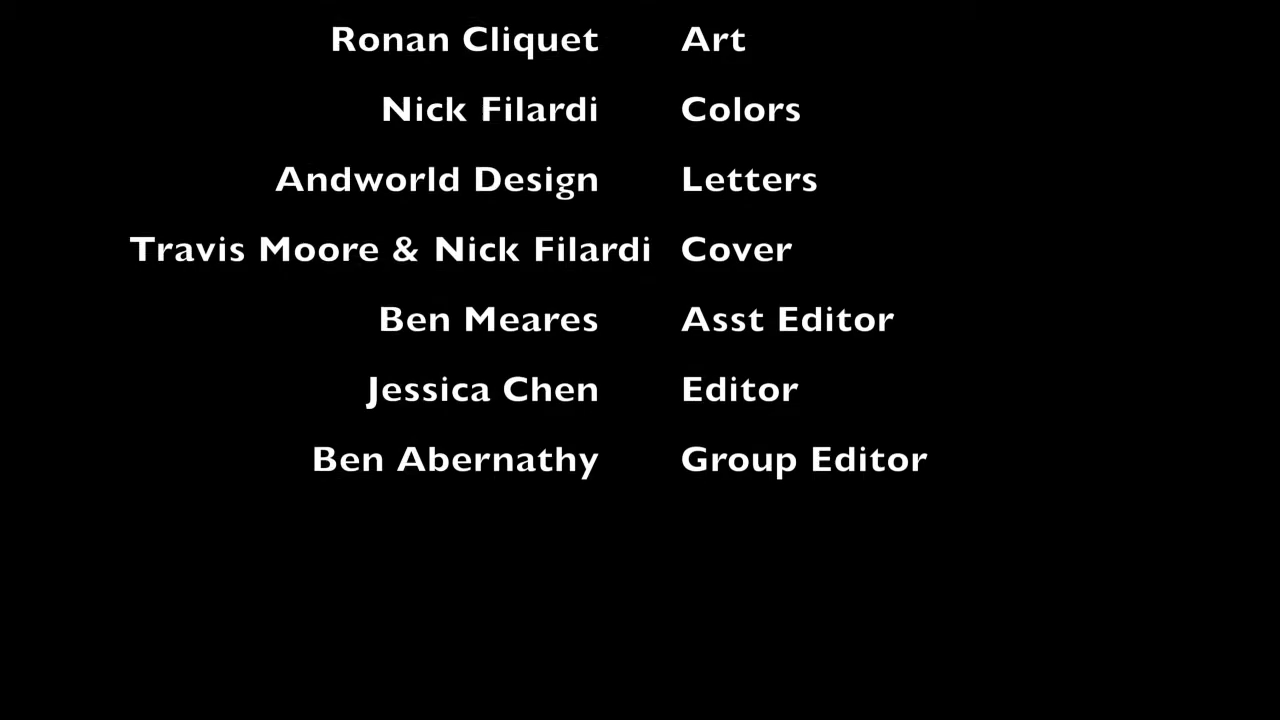 Ronan Cliquet Art
Nick Filardi Colors
Andworld Design Letters
Travis Moore & Nick Filardi Cover
Ben Meares Asst Editor
Jessica Chen Editor
Ben Abernathy Group Editor